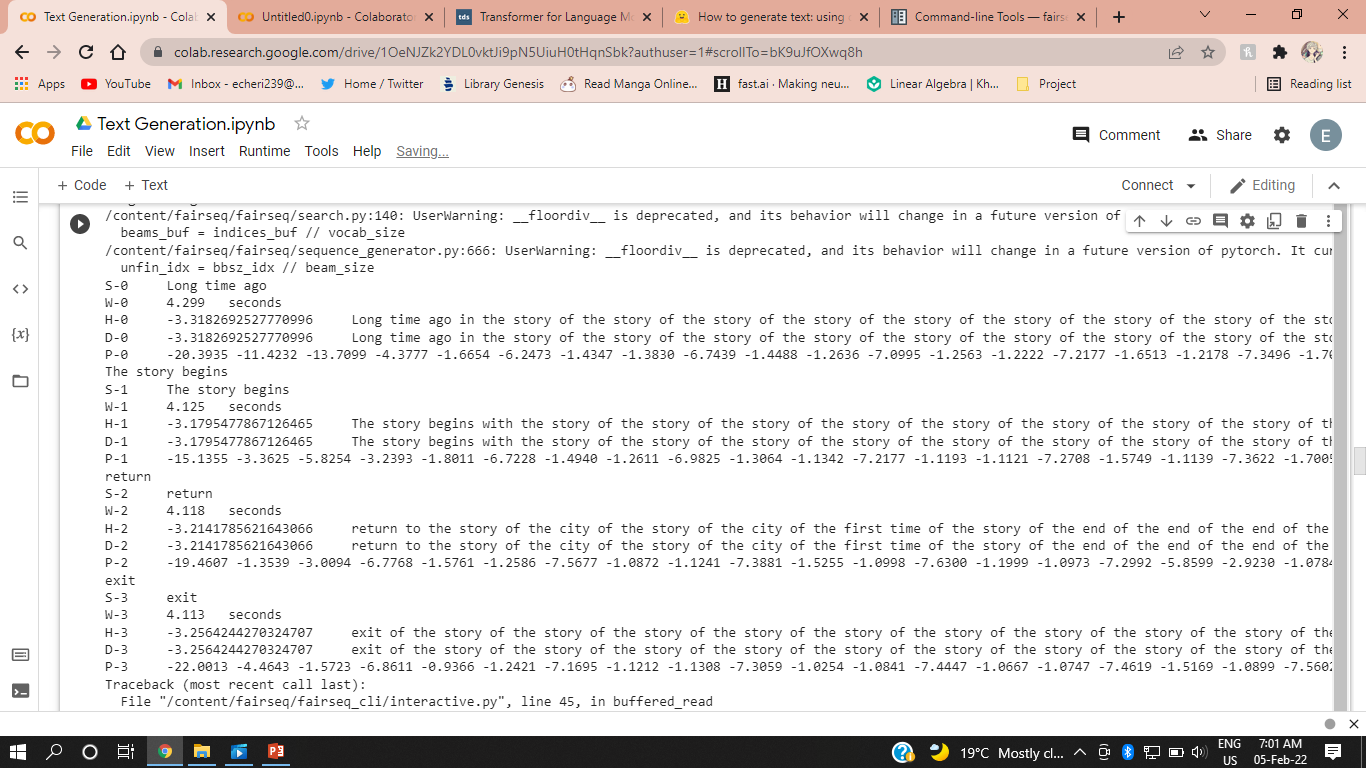 Text Generation.ipynb - Colab
Untitled0.ipynb - Colaborato
tds Transformer for Language Mo
How to generate text: using
Command-line Tools — fairs
colab.research.google.com/drive/1OeNJZk2YDL0vktJi9pN5UiuH0tHqnSbk?authuser=1#scrollTo=bK9uJfOXwq8h
Apps YouTube Inbox - echeri239@... Home / Twitter Library Genesis Read Manga Online... H fast.ai · Making neu... Linear Algebra | Kh... Project Reading list
CO Text Generation.ipynb
Comment Share E
File Edit View Insert Runtime Tools Help Saving...
+ Code + Text Connect Editing
/content/fairseq/fairseq/search.py:140: UserWarning: __floordiv__ is deprecated, and its behavior will change in a future version of
beams_buf = indices_buf // vocab_size
/content/fairseq/fairseq/sequence_generator.py:666: UserWarning: __floordiv__ is deprecated, and its behavior will change in a future version of pytorch. It cur
unfin_idx = bbsz_idx // beam_size
S-0 Long time ago
W-0 4.299 seconds
H-0 -3.3182692527770996 Long time ago in the story of the story of the story of the story of the story of the story of the story of the story of the sto
D-0 -3.3182692527770996 Long time ago in the story of the story of the story of the story of the story of the story of the story of the story of the sto
P-0 -20.3935 -11.4232 -13.7099 -4.3777 -1.6654 -6.2473 -1.4347 -1.3830 -6.7439 -1.4488 -1.2636 -7.0995 -1.2563 -1.2222 -7.2177 -1.6513 -1.2178 -7.3496 -1.70
The story begins
S-1 The story begins
W-1 4.125 seconds
H-1 -3.1795477867126465 The story begins with the story of the story of the story of the story of the story of the story of the story of the story of th
D-1 -3.1795477867126465 The story begins with the story of the story of the story of the story of the story of the story of the story of the story of th
P-1 -15.1355 -3.3625 -5.8254 -3.2393 -1.8011 -6.7228 -1.4940 -1.2611 -6.9825 -1.3064 -1.1342 -7.2177 -1.1193 -1.1121 -7.2708 -1.5749 -1.1139 -7.3622 -1.7005
return
S-2 return
W-2 4.118 seconds
H-2 -3.2141785621643066 return to the story of the city of the story of the city of the first time of the story of the end of the end of the end of the
D-2 -3.2141785621643066 return to the story of the city of the story of the city of the first time of the story of the end of the end of the end of the
P-2 -19.4607 -1.3539 -3.0094 -6.7768 -1.5761 -1.2586 -7.5677 -1.0872 -1.1241 -7.3881 -1.5255 -1.0998 -7.6300 -1.1999 -1.0973 -7.2992 -5.8599 -2.9230 -1.0784
exit
S-3 exit
W-3 4.113 seconds
H-3 -3.2564244270324707 exit of the story of the story of the story of the story of the story of the story of the story of the story of the story of the
D-3 -3.2564244270324707 exit of the story of the story of the story of the story of the story of the story of the story of the story of the story of the
P-3 -22.0013 -4.4643 -1.5723 -6.8611 -0.9366 -1.2421 -7.1695 -1.1212 -1.1308 -7.3059 -1.0254 -1.0841 -7.4447 -1.0667 -1.0747 -7.4619 -1.5169 -1.0899 -7.5602
Traceback (most recent call last):
File "/content/fairseq/fairseq_cli/interactive.py", line 45, in buffered_read
19°C Mostly cl... ENG 7:01 AM
US 05-Feb-22